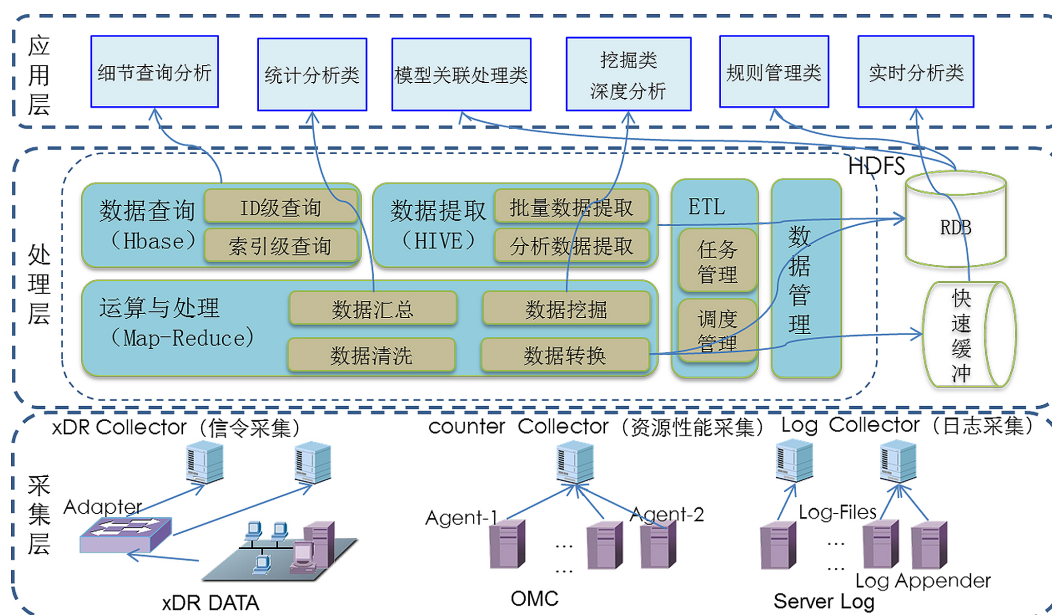 应用层
细节查询分析
统计分析类
模型关联处理类
挖掘类
深度分析
规则管理类
实时分析类
处理层
HDFS
数据查询
(Hbase)
ID级查询
索引级查询
数据提取
(HIVE)
批量数据提取
分析数据提取
ETL
任务
管理
调度
管理
数据管理
RDB
快速缓冲
运算与处理
(Map-Reduce)
数据汇总
数据挖掘
数据清洗
数据转换
采集层
xDR Collector（信令采集）
counter Collector（资源性能采集）
Log Collector（日志采集）
Adapter
Agent-1
Agent-2
Log-Files
...
...
...
...
Log Appender
xDR DATA
OMC
Server Log